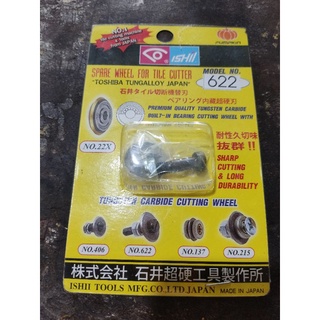 ISHII
SPARE WHEEL FOR TILE CUTTER
"TOSHIBA TUNGALLOY JAPAN"
MODEL NO.
622
石井タイル切断機替刃
ベアリング内蔵超硬刃
PREMIUM QUALITY TUNGSTEN CARBIDE
BUILT-IN BEARING CUTTING WHEEL WITH
NO.22X
耐性久切味
抜群!!
SHARP
CUTTING
& LONG
DURABILITY
TUNGSTEN CARBIDE CUTTING WHEEL
NO.406
NO.622
NO.137
NO.215
株式会社 石井超硬工具製作所
ISHII TOOLS MFG.CO.,LTD.JAPAN MADE IN JAPAN